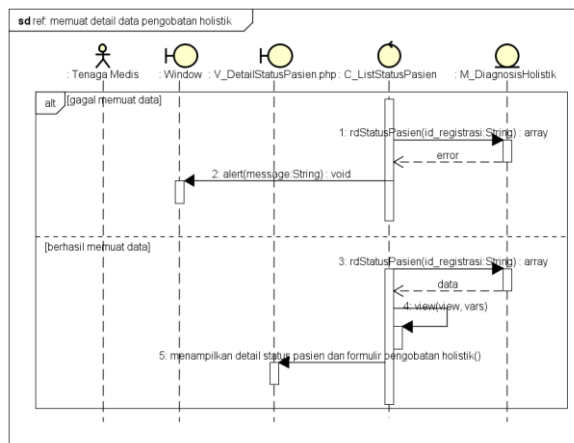 sd ref: memuat detail data pengobatan holistik
: Tenaga Medis : Window : V_DetailStatusPasien.php : C_ListStatusPasien : M_DiagnosisHolistik
alt [gagal memuat data]
1: rdStatusPasien(id_registrasi:String) : array
error
2: alert(message:String) : void
[berhasil memuat data]
3: rdStatusPasien(id_registrasi:String) : array
data
4: view(view, vars)
5: menampilkan detail status pasien dan formulir pengobatan holistik()